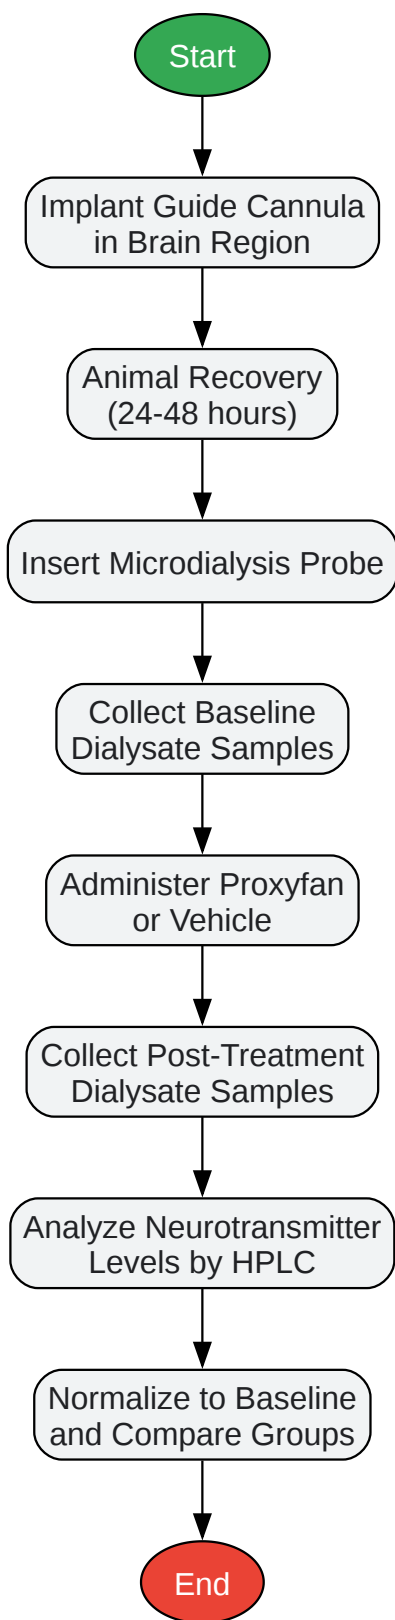 Start
Implant Guide Cannula
in Brain Region
Animal Recovery
(24-48 hours)
Insert Microdialysis Probe
Collect Baseline
Dialysate Samples
Administer Proxyfan
or Vehicle
Collect Post-Treatment
Dialysate Samples
Analyze Neurotransmitter
Levels by HPLC
Normalize to Baseline
and Compare Groups
End